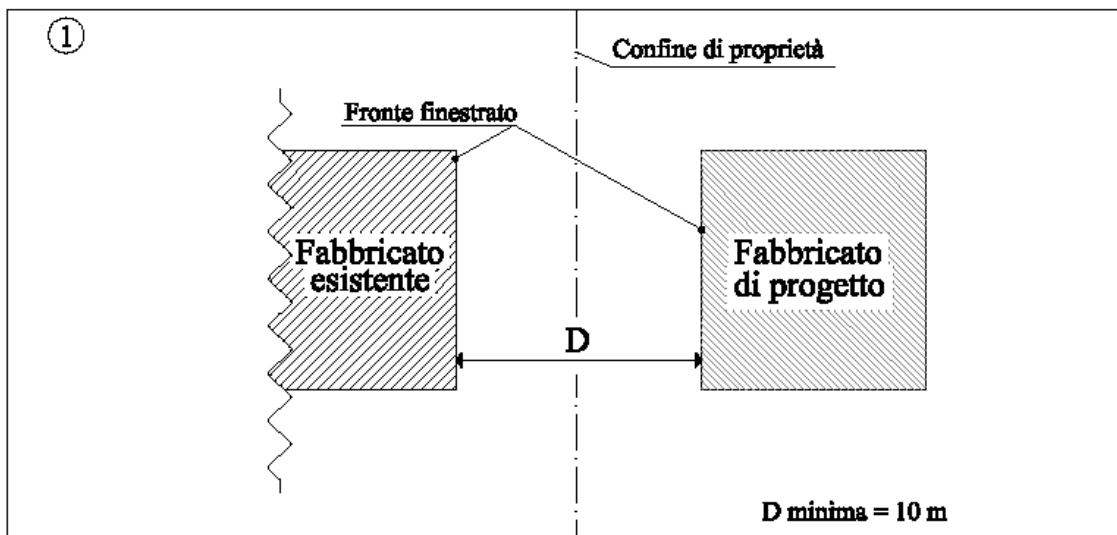 1
Confine di proprietà
Fronte finestrato
Fabbricato
esistente
Fabbricato
di progetto
D
D minima = 10 m